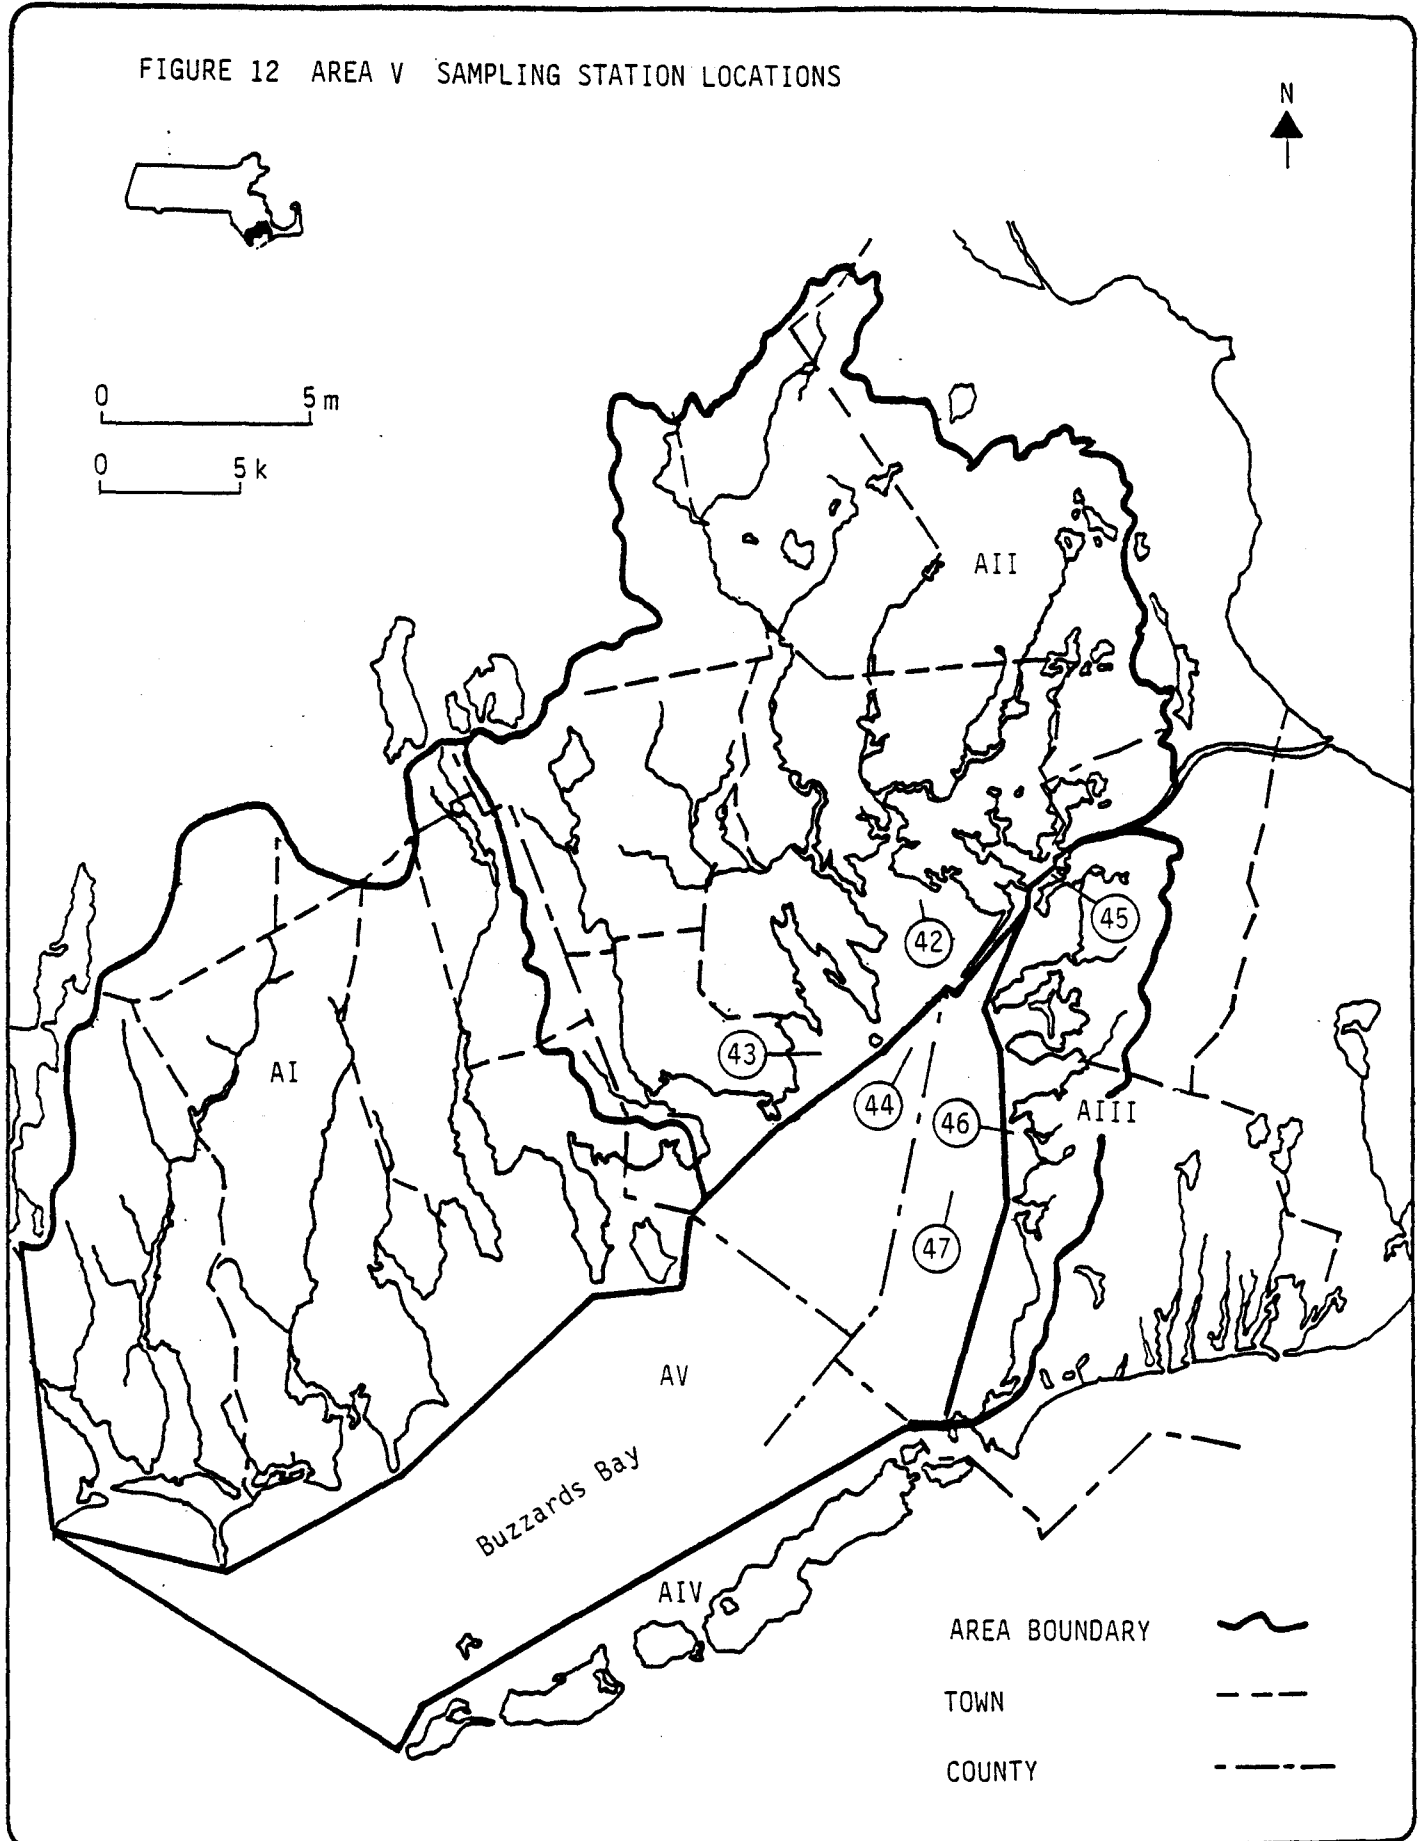 FIGURE 12 AREA V SAMPLING STATION LOCATIONS
N
0 5 m
0 5 k
AII
45
42
43
AI
44
46
AIII
47
AV
Buzzards Bay
AIV
AREA BOUNDARY
TOWN
COUNTY